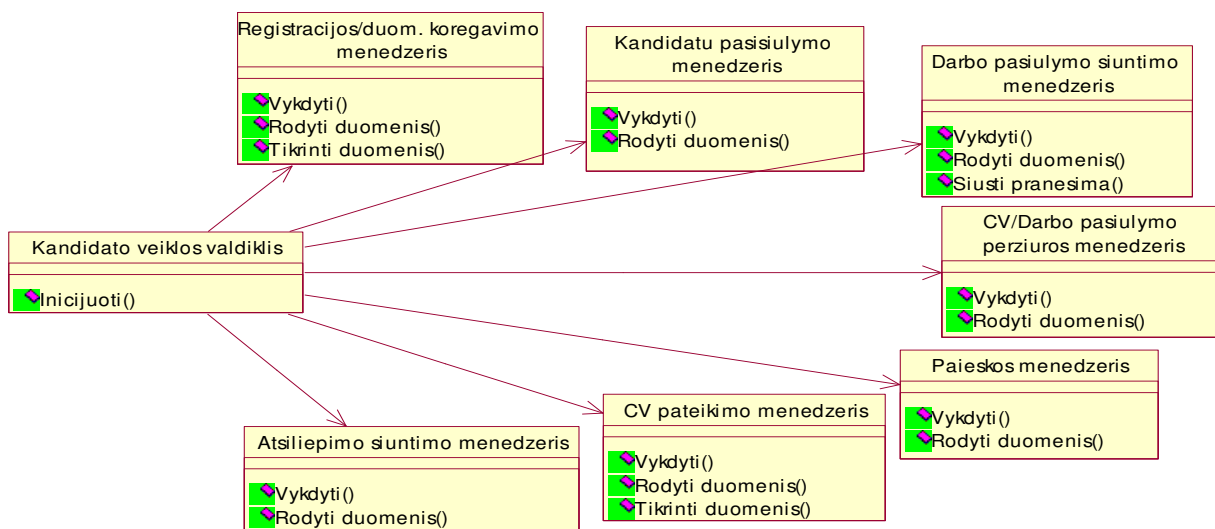 Registracijos/duom. koregavimo
menedzeris
Vykdyti()
Rodyti duomenis()
Tikrinti duomenis()
Kandidatu pasisiulymo
menedzeris
Vykdyti()
Rodyti duomenis()
Darbo pasiulymo siuntimo
menedzeris
Vykdyti()
Rodyti duomenis()
Siusti pranesima()
Kandidato veiklos valdiklis
Inicijuoti()
CV/Darbo pasiulymo
perziuros menedzeris
Vykdyti()
Rodyti duomenis()
Paieskos menedzeris
Vykdyti()
Rodyti duomenis()
CV pateikimo menedzeris
Vykdyti()
Rodyti duomenis()
Tikrinti duomenis()
Atsiliepimo siuntimo menedzeris
Vykdyti()
Rodyti duomenis()